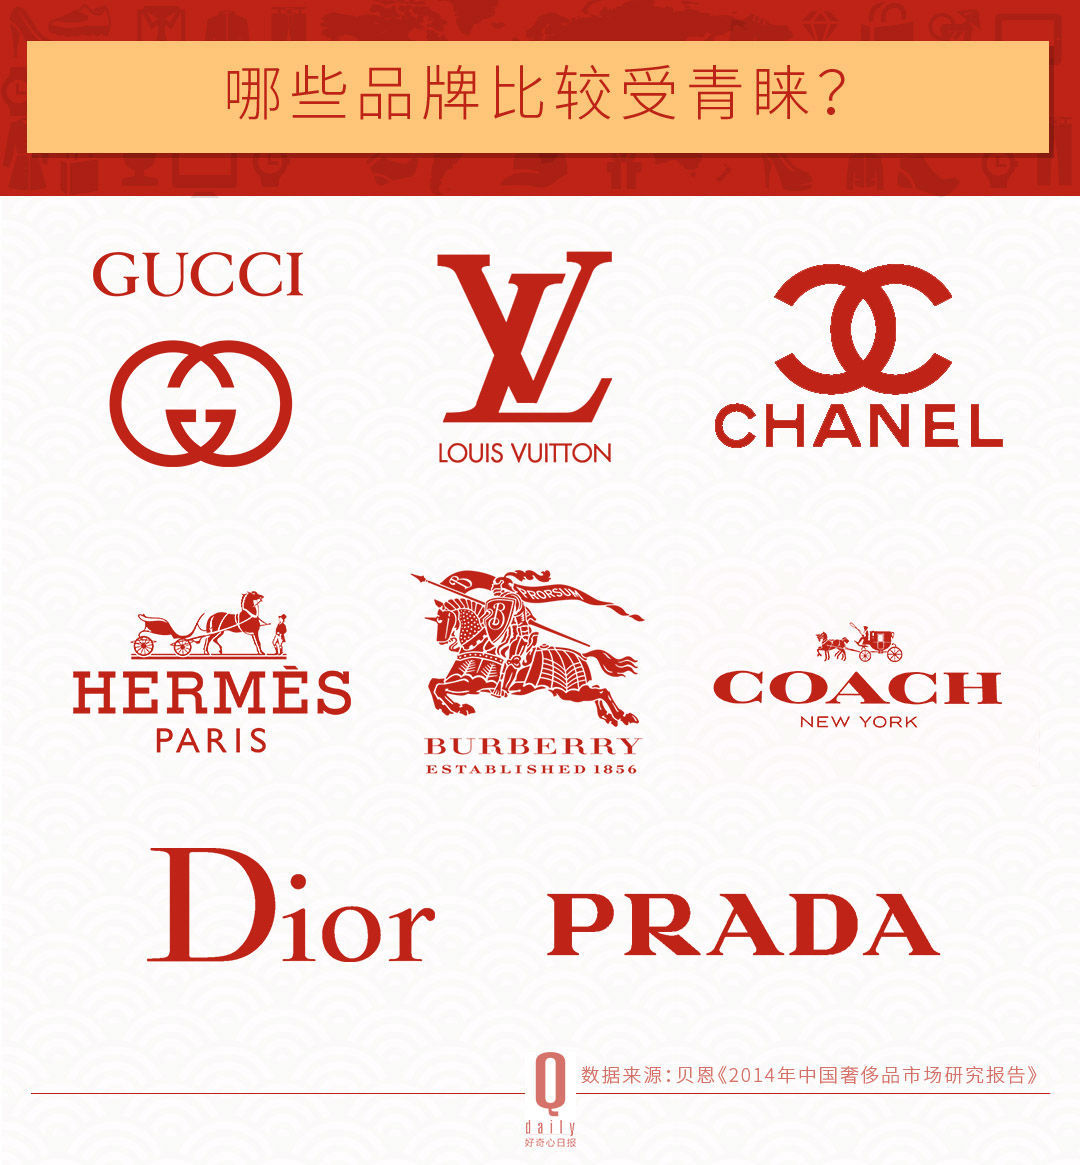 哪些品牌比较受青睐？
GUCCI
LOUIS VUITTON
CHANEL
HERMÈS
PARIS
PRORSUM
BURBERRY
ESTABLISHED 1856
COACH
NEW YORK
Dior
PRADA
数据来源：贝恩《2014年中国奢侈品市场研究报告》
Q
daily
好奇心日报